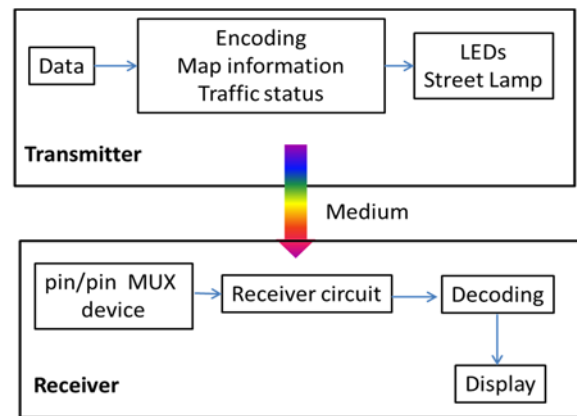 Data
Encoding
Map information
Traffic status
LEDs
Street Lamp
Transmitter
Medium
pin/pin MUX
device
Receiver circuit
Decoding
Display
Receiver